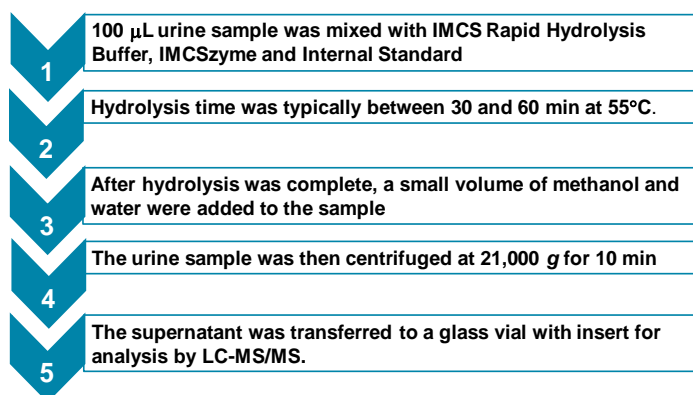 1
100 μL urine sample was mixed with IMCS Rapid Hydrolysis
Buffer, IMCSzyme and Internal Standard
2
Hydrolysis time was typically between 30 and 60 min at 55°C.
3
After hydrolysis was complete, a small volume of methanol and
water were added to the sample
4
The urine sample was then centrifuged at 21,000 g for 10 min
5
The supernatant was transferred to a glass vial with insert for
analysis by LC-MS/MS.